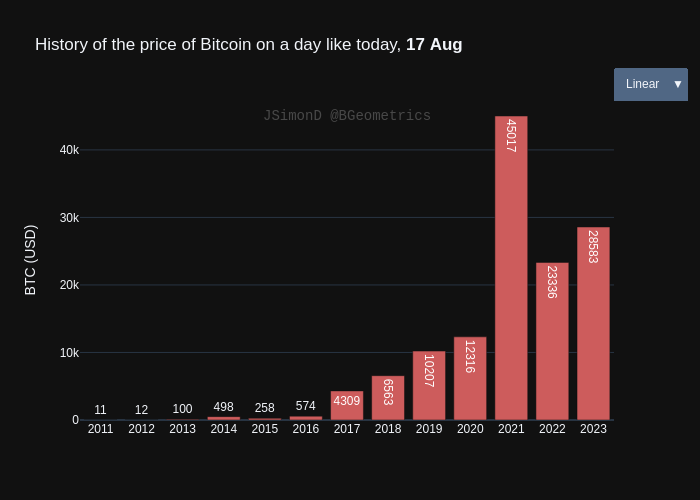 History of the price of Bitcoin on a day like today, 17 Aug
Linear ▼
JSimonD @BGeometrics
BTC (USD)
40k
30k
20k
10k
0
11
12
100
498
258
574
4309
6563
10207
12316
45017
23336
28583
2011 2012 2013 2014 2015 2016 2017 2018 2019 2020 2021 2022 2023